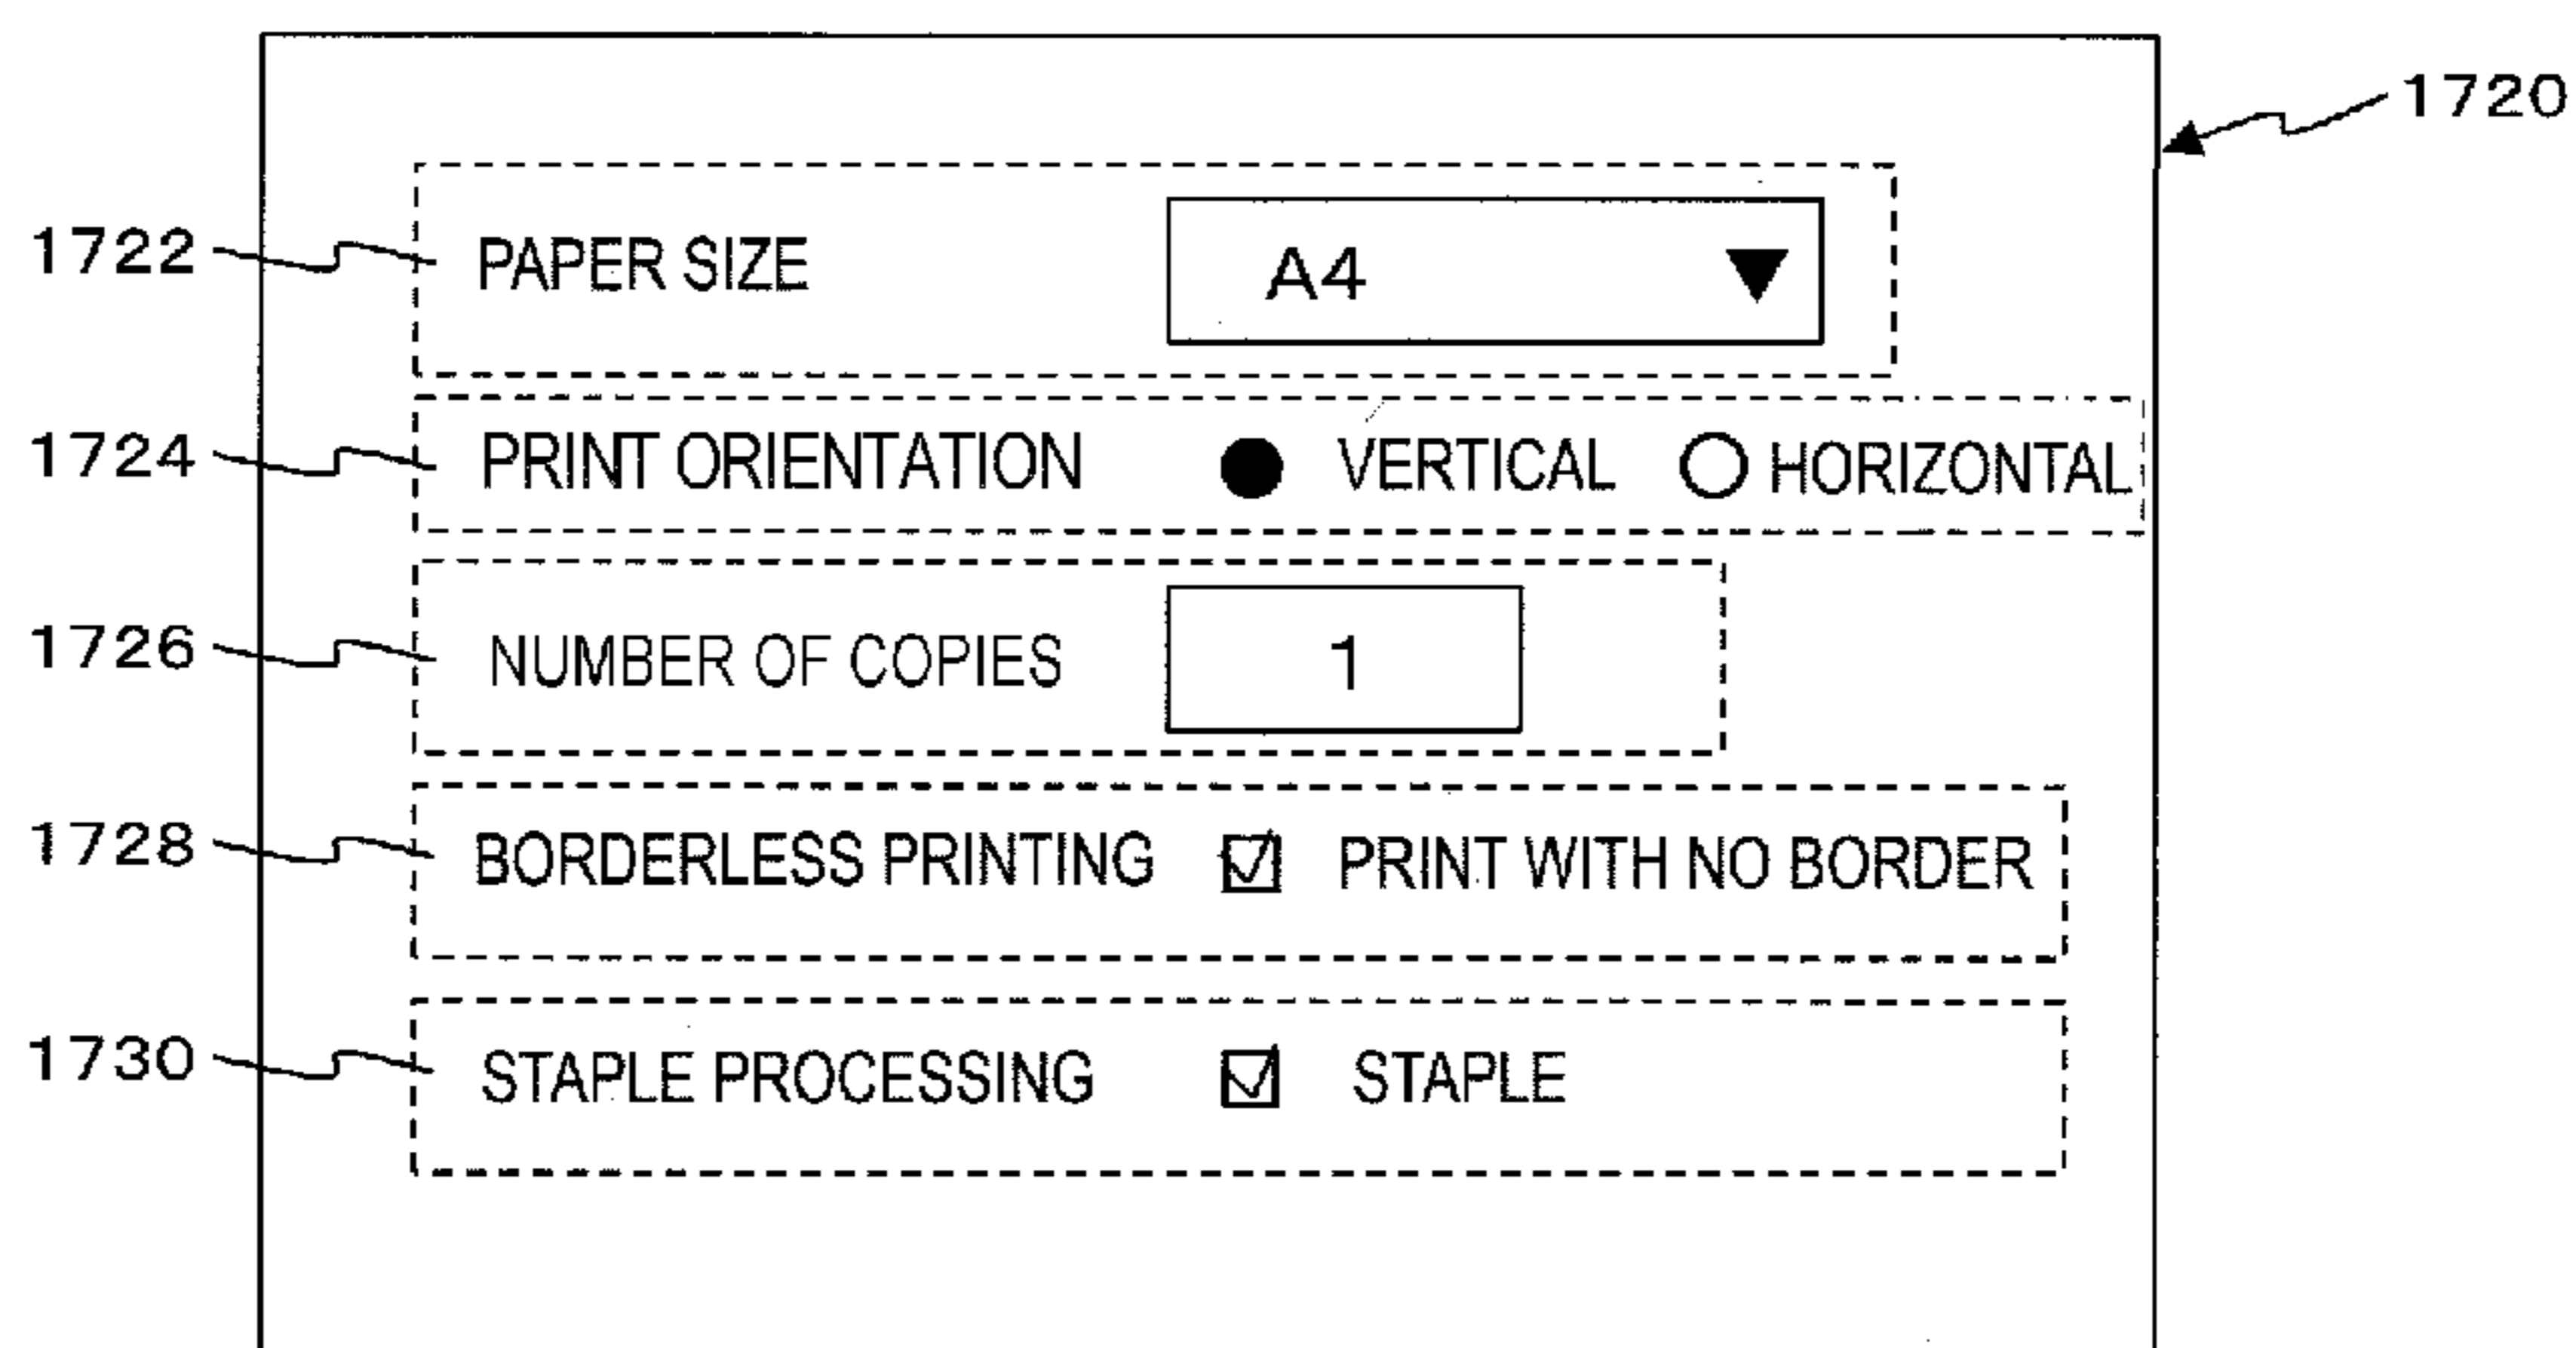 1720
1722 PAPER SIZE A4
1724 PRINT ORIENTATION VERTICAL HORIZONTAL
1726 NUMBER OF COPIES 1
1728 BORDERLESS PRINTING PRINT WITH NO BORDER
1730 STAPLE PROCESSING STAPLE